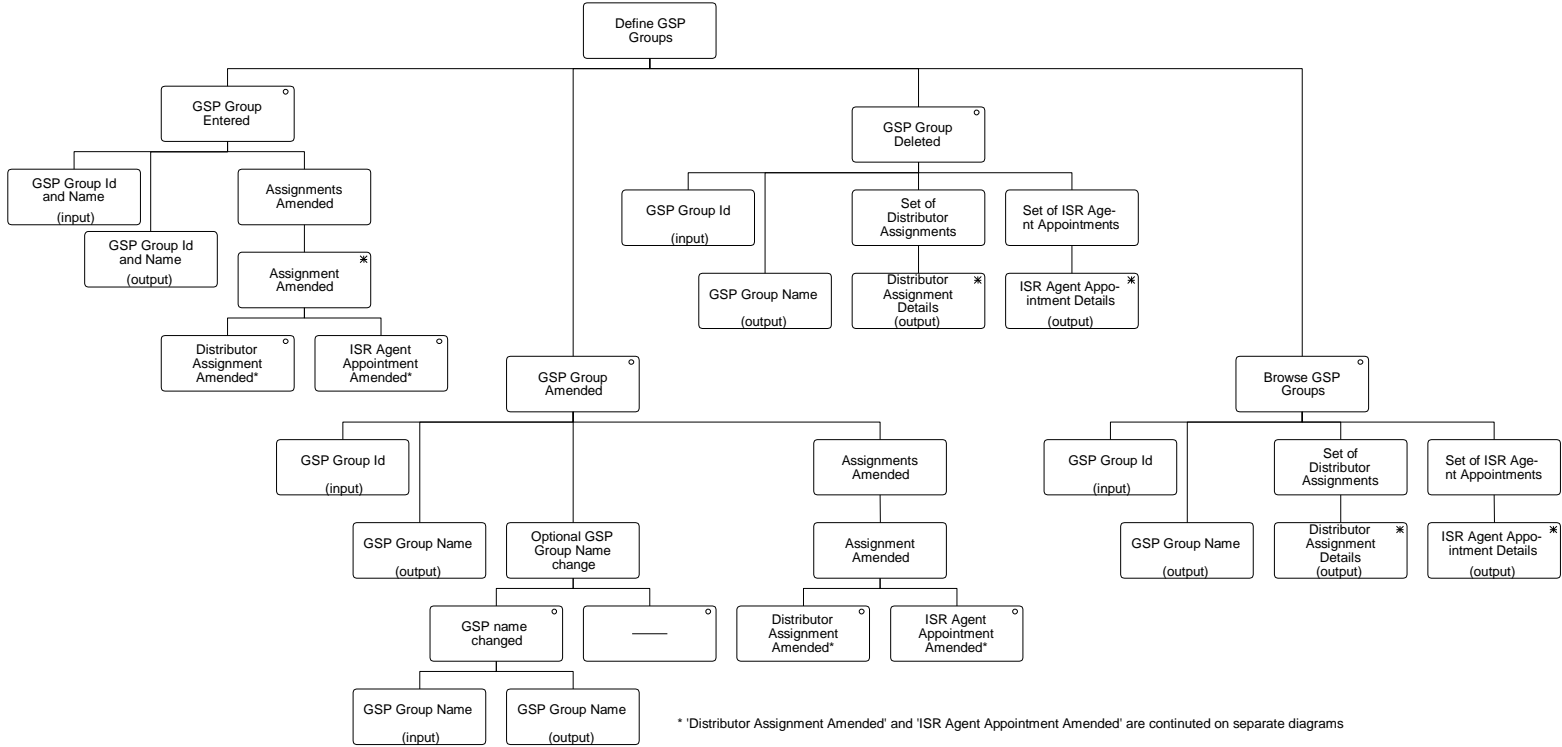 Define GSP
Groups
GSP Group
Entered
GSP Group Id
and Name
(input)
GSP Group Id
and Name
(output)
Assignments
Amended
Assignment
Amended
Distributor
Assignment
Amended*
ISR Agent
Appointment
Amended*
GSP Group
Deleted
GSP Group Id
(input)
GSP Group Name
(output)
Set of
Distributor
Assignments
Distributor
Assignment
Details
(output)
Set of ISR Age-
nt Appointments
ISR Agent Appo-
intment Details
(output)
GSP Group
Amended
GSP Group Id
(input)
GSP Group Name
(output)
Optional GSP
Group Name
change
GSP name
changed
GSP Group Name
(input)
GSP Group Name
(output)
Assignments
Amended
Assignment
Amended
Distributor
Assignment
Amended*
ISR Agent
Appointment
Amended*
Browse GSP
Groups
GSP Group Id
(input)
GSP Group Name
(output)
Set of
Distributor
Assignments
Distributor
Assignment
Details
(output)
Set of ISR Age-
nt Appointments
ISR Agent Appo-
intment Details
(output)
* 'Distributor Assignment Amended' and 'ISR Agent Appointment Amended' are continuted on separate diagrams